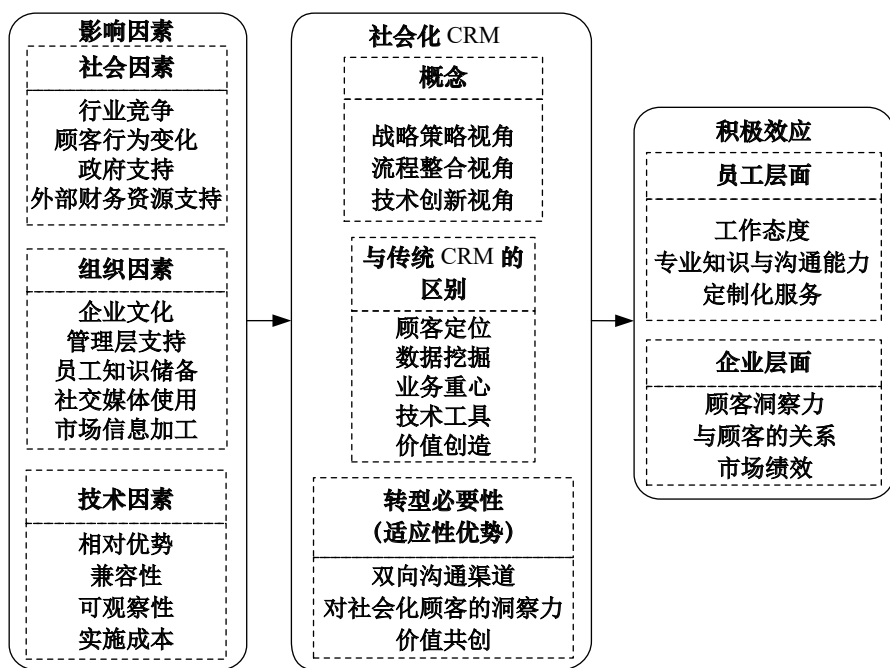 影响因素
社会因素
行业竞争
顾客行为变化
政府支持
外部财务资源支持
组织因素
企业文化
管理层支持
员工知识储备
社交媒体使用
市场信息加工
技术因素
相对优势
兼容性
可观察性
实施成本
社会化 CRM
概念
战略策略视角
流程整合视角
技术创新视角
与传统 CRM 的
区别
顾客定位
数据挖掘
业务重心
技术工具
价值创造
转型必要性
（适应性优势）
双向沟通渠道
对社会化顾客的洞察力
价值共创
积极效应
员工层面
工作态度
专业知识与沟通能力
定制化服务
企业层面
顾客洞察力
与顾客的关系
市场绩效